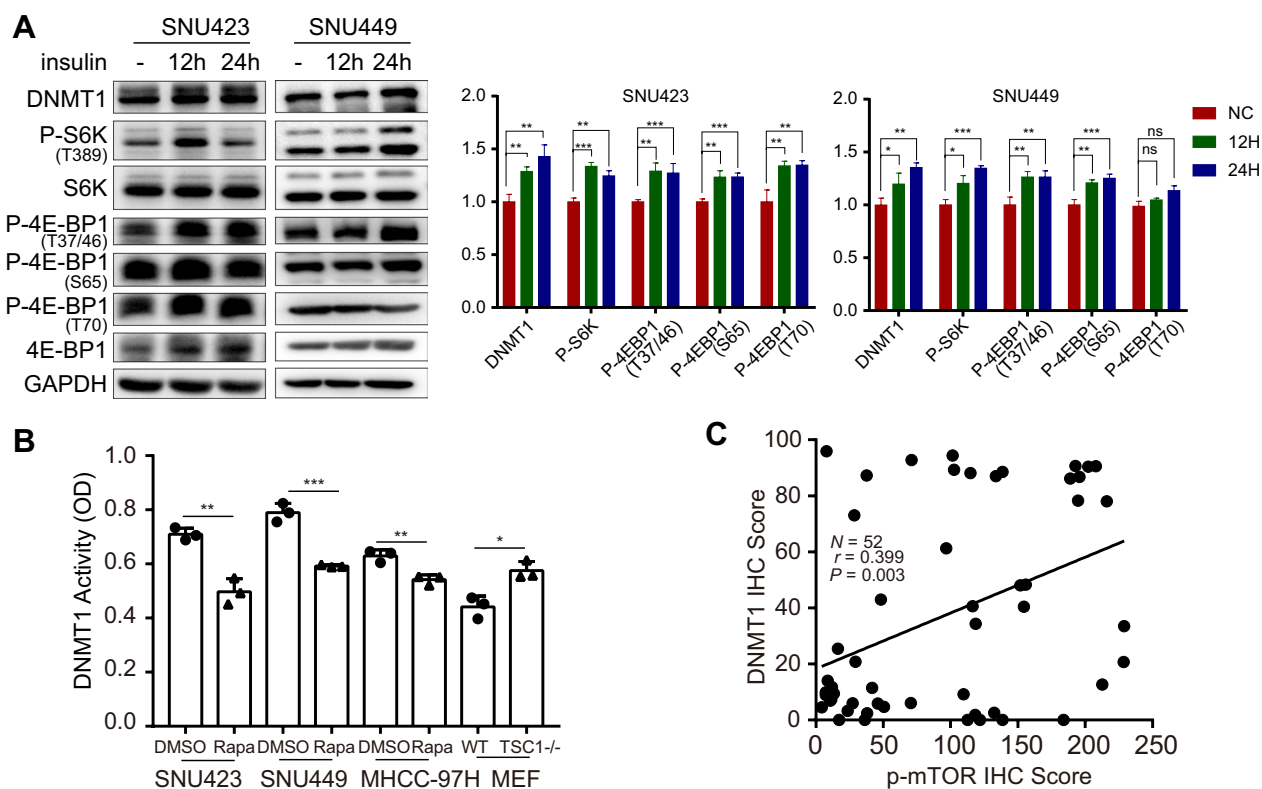 A
SNU423 SNU449
insulin - 12h 24h - 12h 24h
DNMT1
P-S6K
(T389)
S6K
P-4E-BP1
(T37/46)
P-4E-BP1
(S65)
P-4E-BP1
(T70)
4E-BP1
GAPDH
SNU423
2.0
1.5
1.0
0.5
0.0
** ** *** ** ** *** ** *** ** **
DNMT1
P-S6K
P-4EBP1
(T37/46)
P-4EBP1
(S65)
P-4EBP1
(T70)
SNU449
2.0
1.5
1.0
0.5
0.0
* ** * *** ** ** ** *** ns ns
DNMT1
P-S6K
P-4EBP1
(T37/46)
P-4EBP1
(S65)
P-4EBP1
(T70)
NC
12H
24H
B
DNMT1 Activity (OD)
1.0
0.8
0.6
0.4
0.2
0.0
** *** ** *
DMSO Rapa DMSO Rapa DMSO Rapa WT TSC1-/-
SNU423 SNU449 MHCC-97H MEF
C
DNMT1 IHC Score
100
80
60
40
20
0
N = 52
r = 0.399
P = 0.003
0 50 100 150 200 250
p-mTOR IHC Score